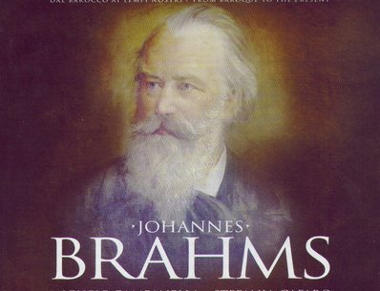 DAL BAROCCO AI TEMPI NOSTRI · FROM BAROQUE TO THE PRESENT
·JOHANNES·
BRAHMS